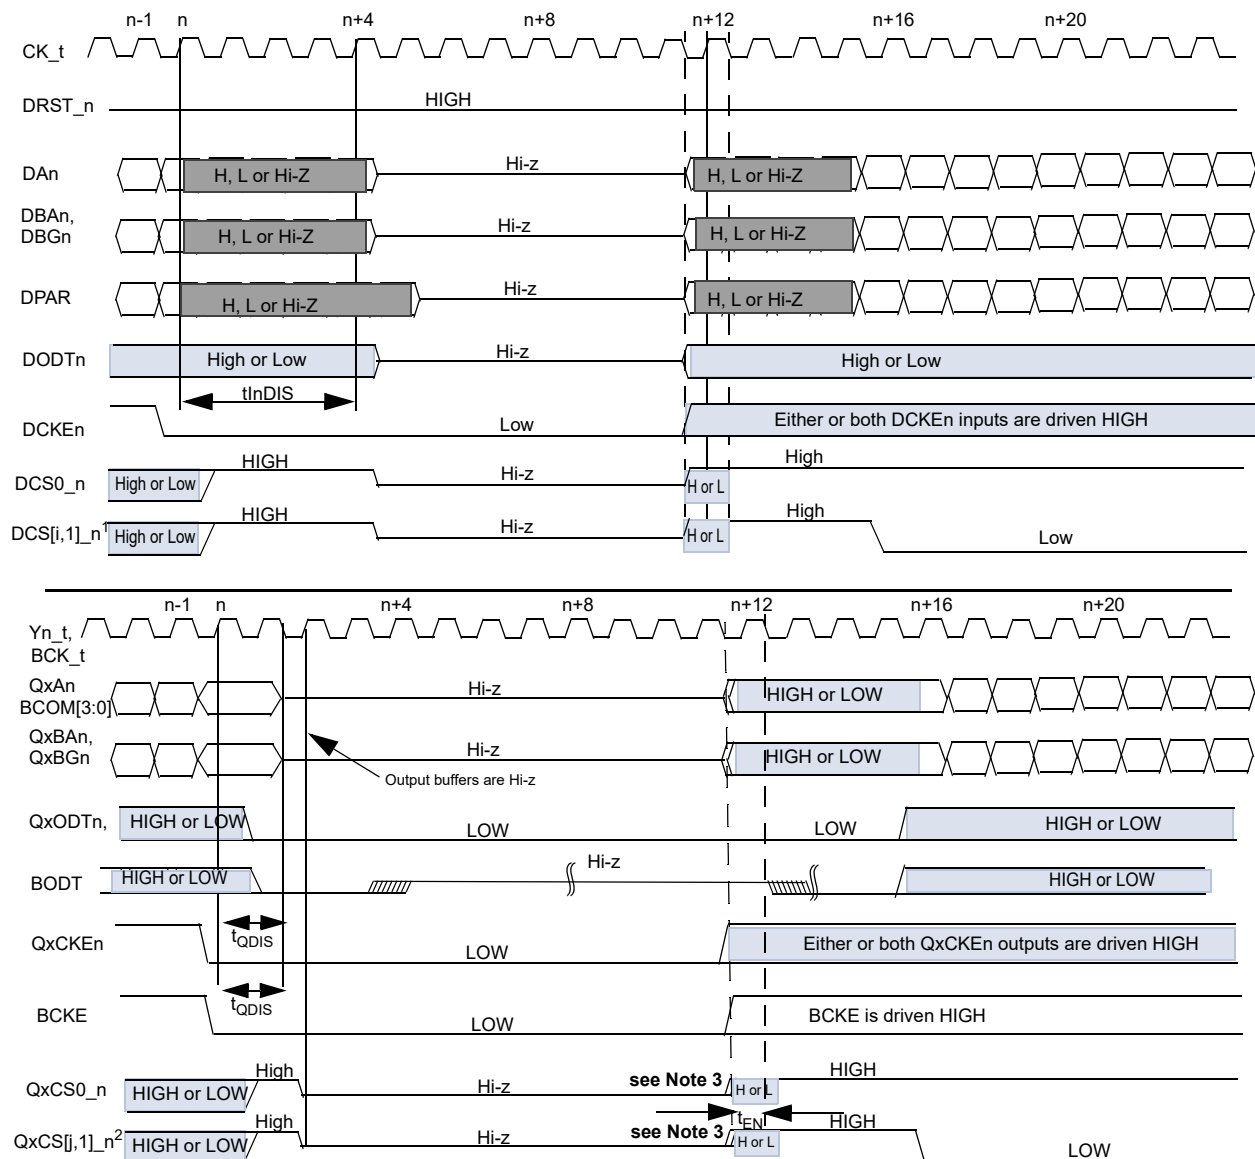 n-1 n n+4 n+8 n+12 n+16 n+20
CK_t
DRST_n HIGH
DAn H, L or Hi-Z Hi-z H, L or Hi-Z
DBAn,
DBGn H, L or Hi-Z Hi-z H, L or Hi-Z
DPAR H, L or Hi-Z Hi-z H, L or Hi-Z
DODTn High or Low Hi-z High or Low
tInDIS
DCKEn Low Either or both DCKEn inputs are driven HIGH
DCS0_n High or Low HIGH Hi-z H or L High
DCS[i,1]_n1 High or Low HIGH Hi-z H or L High Low
n-1 n n+4 n+8 n+12 n+16 n+20
Yn_t,
BCK_t
QxAn
BCOM[3:0] Hi-z HIGH or LOW
QxBAn,
QxBGn Hi-z HIGH or LOW
Output buffers are Hi-z
QxODTn, HIGH or LOW LOW LOW HIGH or LOW
BODT HIGH or LOW Hi-z HIGH or LOW
tQDIS
QxCKEn LOW Either or both QxCKEn outputs are driven HIGH
tQDIS
BCKE LOW BCKE is driven HIGH
QxCS0_n HIGH or LOW High Hi-z see Note 3 H or L HIGH
tEN
QxCS[j,1]_n2 HIGH or LOW High Hi-z see Note 3 H or L HIGH LOW